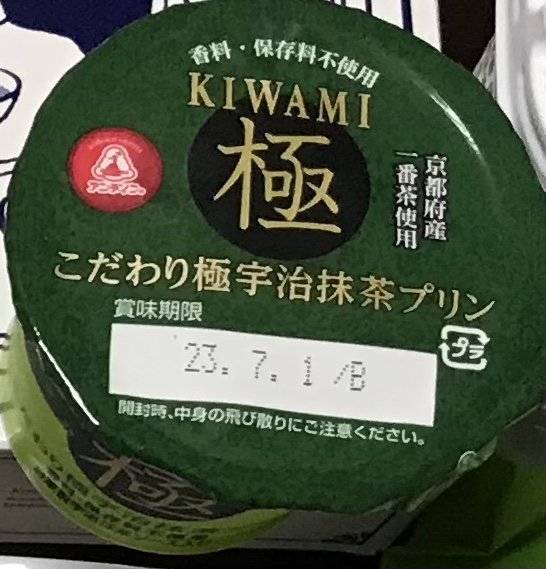 香料・保存料不使用
KIWAMI
極
京都府産
一番茶使用
こだわり極宇治抹茶プリン
賞味期限
23. 7. 1 /B
プラ
開封時、中身の飛び散りにご注意ください。
極